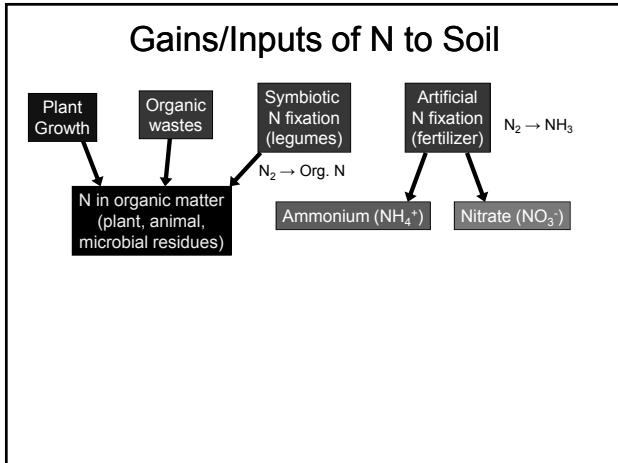 Gains/Inputs of N to Soil
Plant
Growth
Organic
wastes
Symbiotic
N fixation
(legumes)
Artificial
N fixation
(fertilizer)
N₂ → NH₃
N₂ → Org. N
N in organic matter
(plant, animal,
microbial residues)
Ammonium (NH₄⁺)
Nitrate (NO₃⁻)